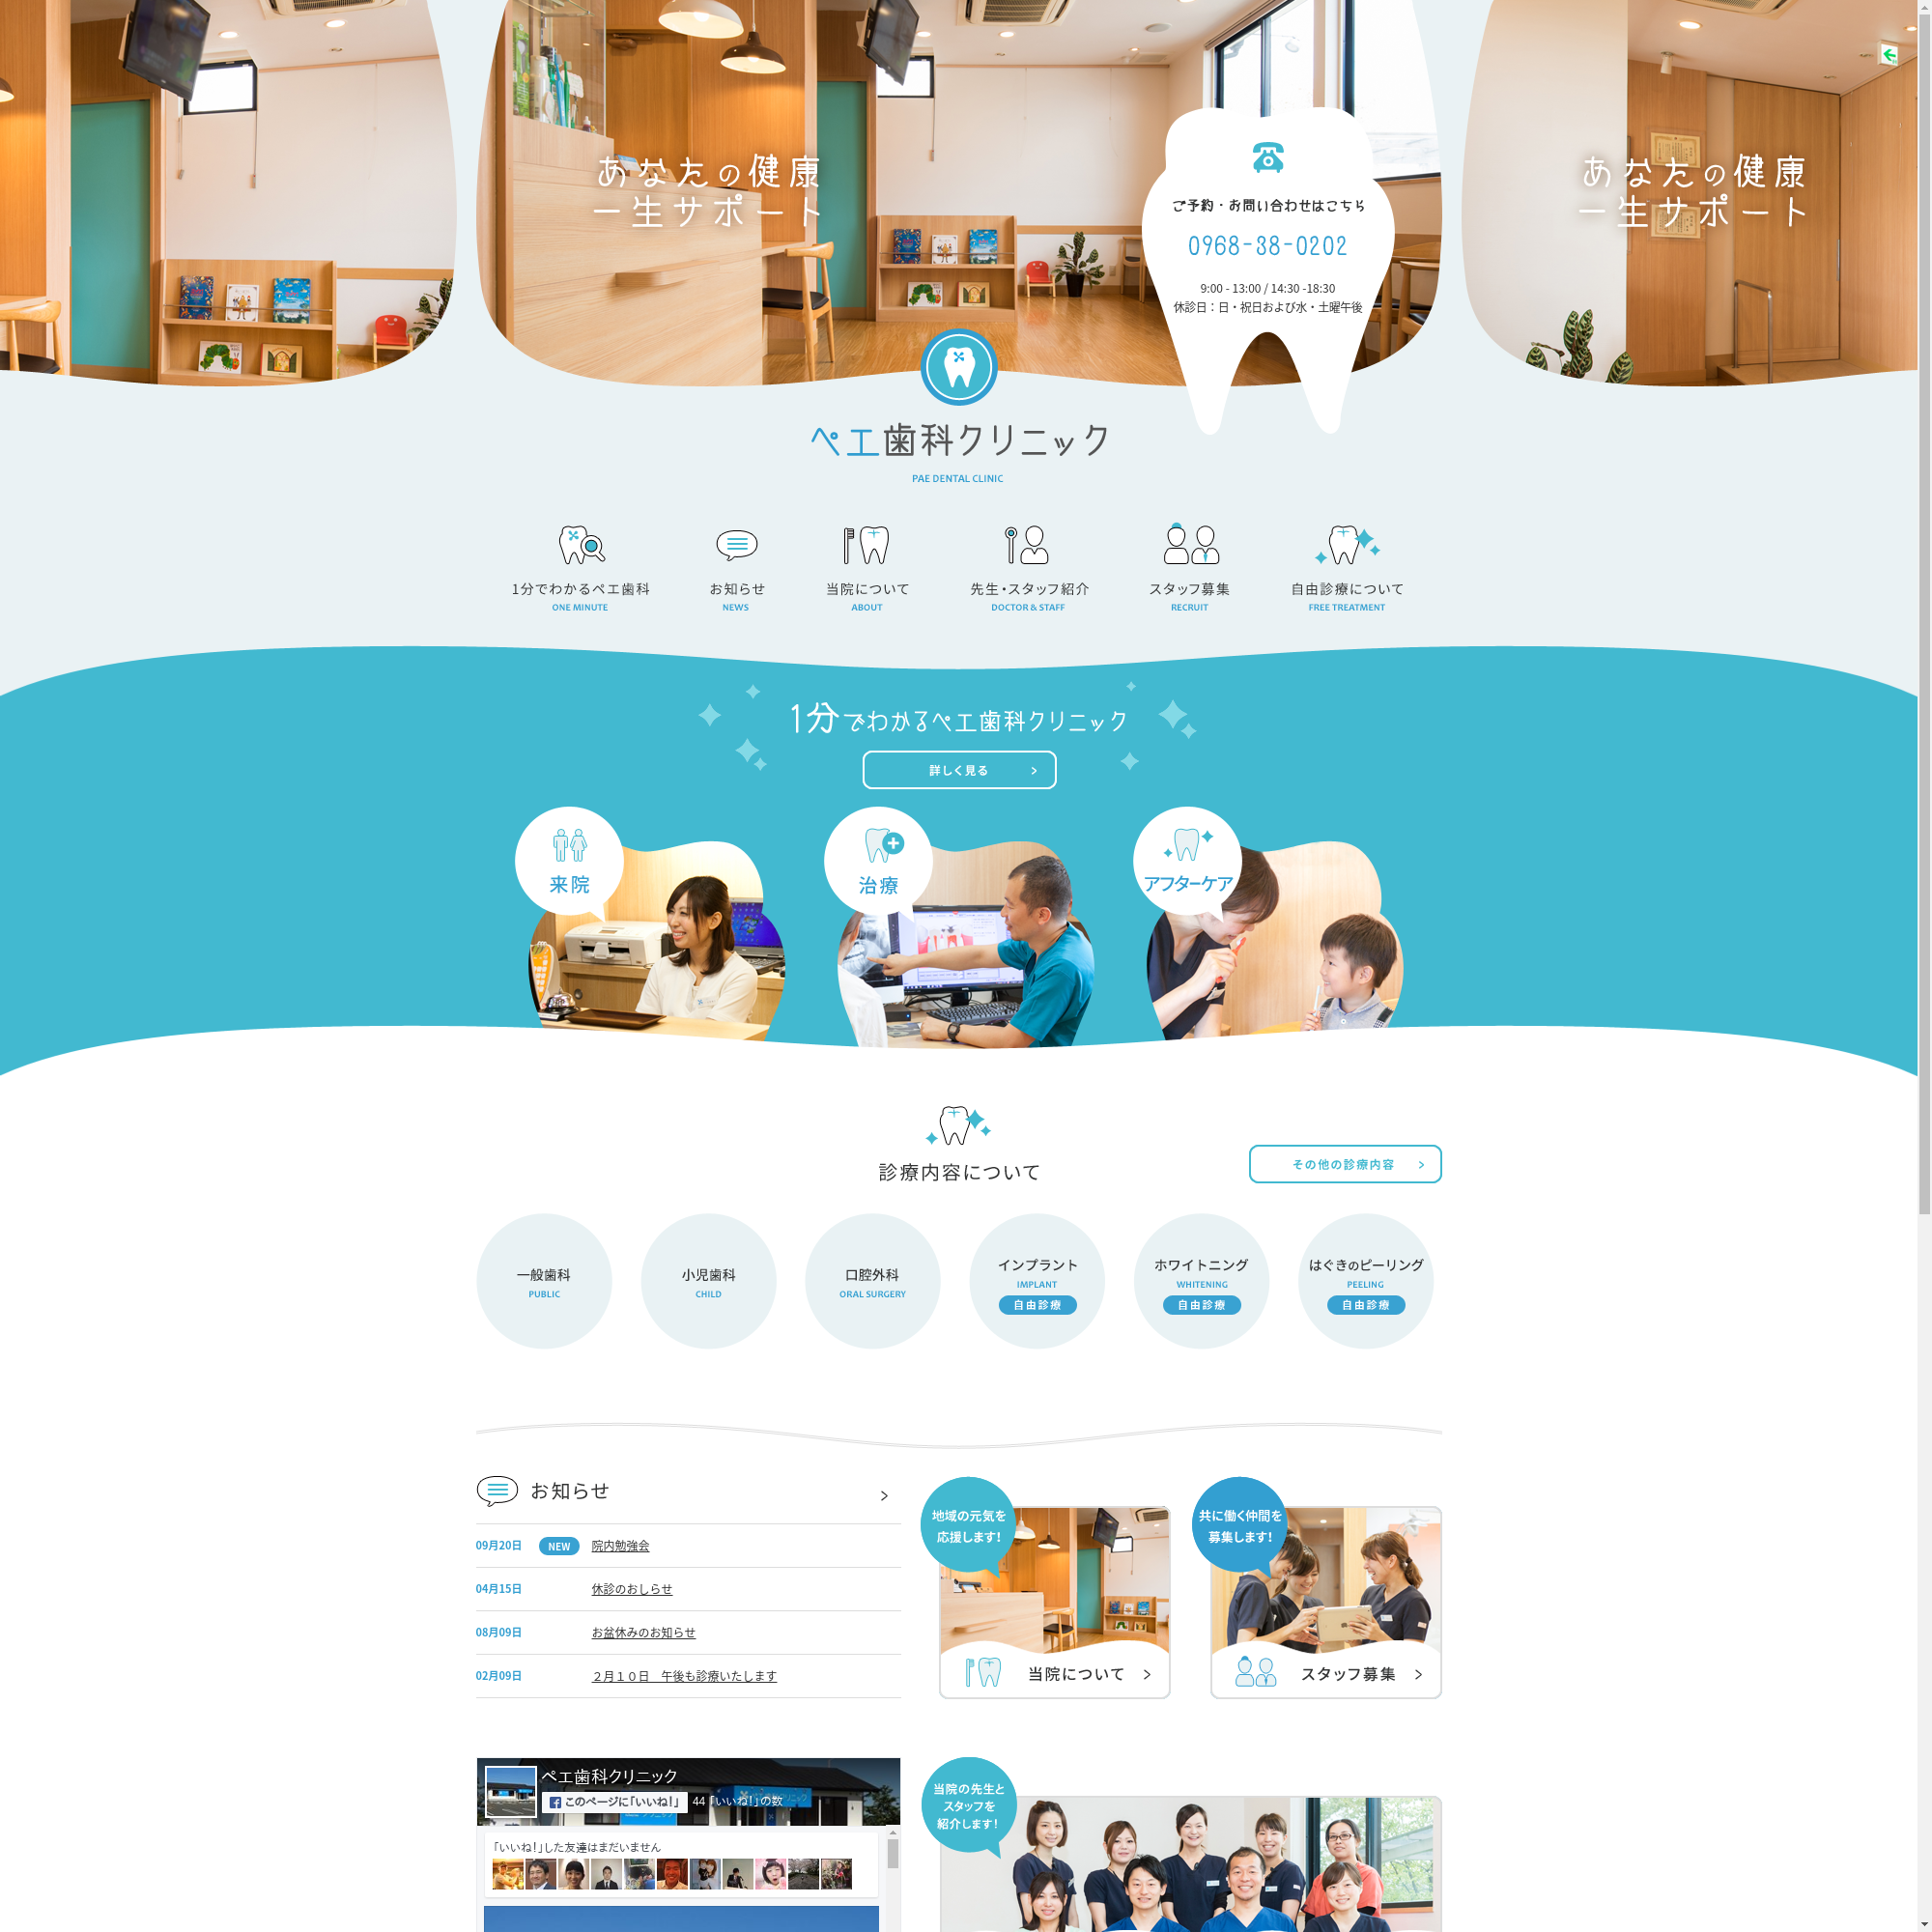 あなたの健康
一生サポート
ご予約・お問い合わせはこちら
0968-38-0202
9:00 - 13:00 / 14:30 -18:30
休診日：日・祝日および水・土曜午後
あなたの健康
一生サポート
ペエ歯科クリニック
PAE DENTAL CLINIC
1分でわかるペエ歯科
ONE MINUTE
お知らせ
NEWS
当院について
ABOUT
先生・スタッフ紹介
DOCTOR & STAFF
スタッフ募集
RECRUIT
自由診療について
FREE TREATMENT
1分でわかるペエ歯科クリニック
詳しく見る
来院
治療
アフターケア
診療内容について
その他の診療内容
一般歯科
PUBLIC
小児歯科
CHILD
口腔外科
ORAL SURGERY
インプラント
IMPLANT
自由診療
ホワイトニング
WHITENING
自由診療
はぐきのピーリング
PEELING
自由診療
お知らせ
09月20日 NEW 院内勉強会
04月15日 休診のおしらせ
08月09日 お盆休みのお知らせ
02月09日 ２月１０日　午後も診療いたします
地域の元気を
応援します！
当院について
共に働く仲間を
募集します！
スタッフ募集
ペエ歯科クリニック
このページに「いいね！」
44 「いいね！」の数
「いいね！」した友達はまだいません
当院の先生と
スタッフを
紹介します！